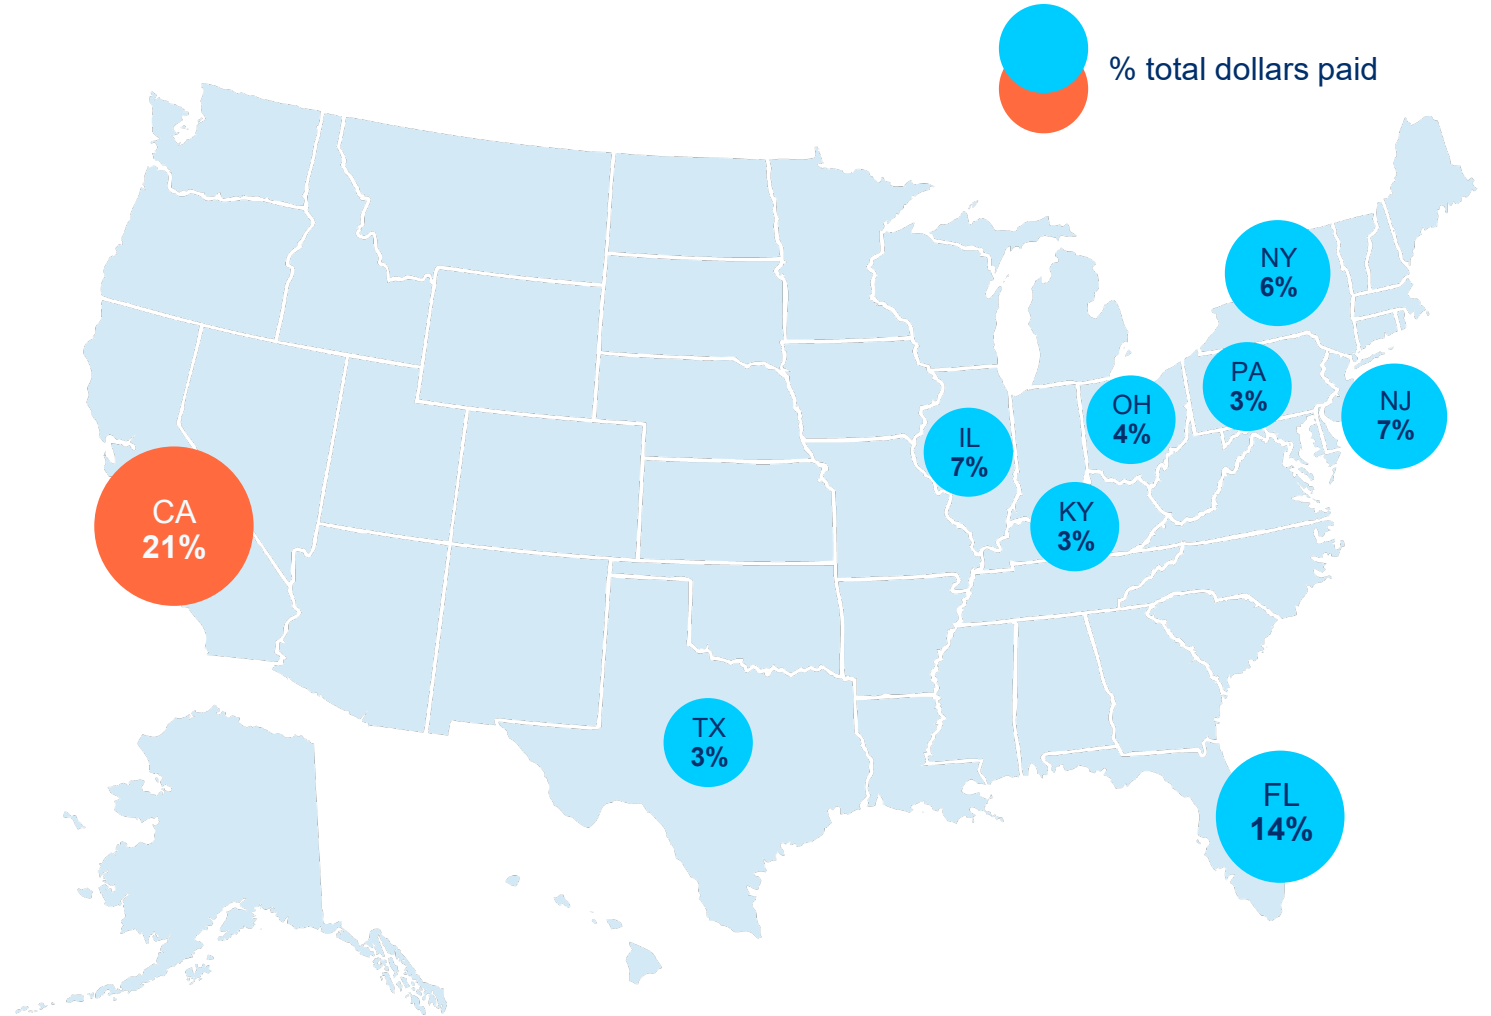 % total dollars paid
NY
6%
PA
3%
NJ
7%
OH
4%
IL
7%
KY
3%
CA
21%
TX
3%
FL
14%